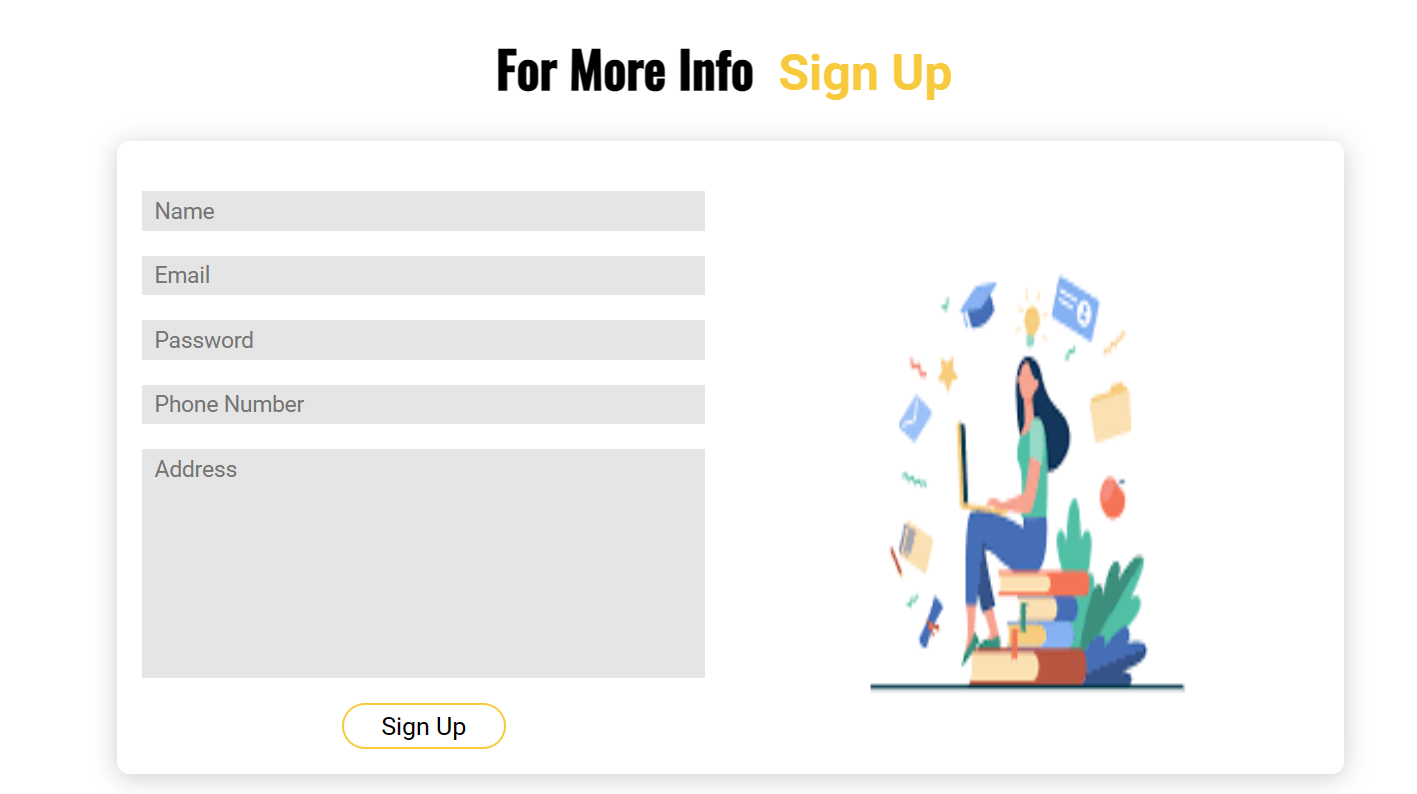 For More Info Sign Up
Name
Email
Password
Phone Number
Address
Sign Up